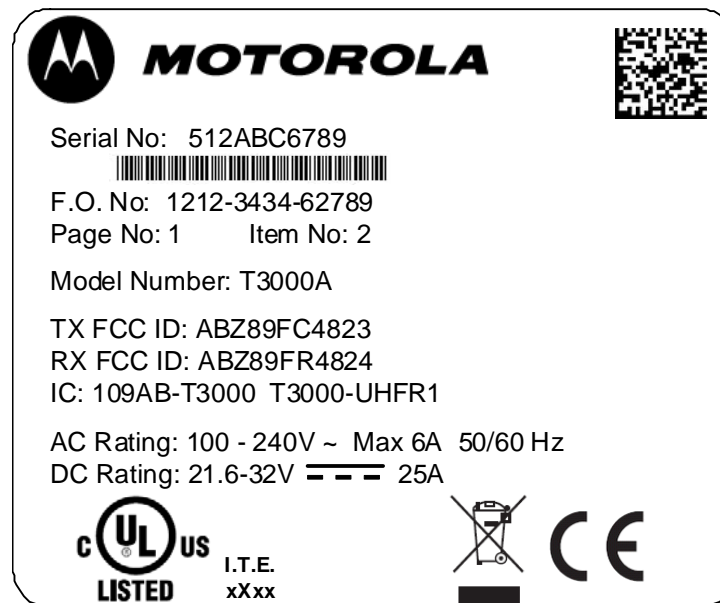 MOTOROLA
Serial No: 512ABC6789
F.O. No: 1212-3434-62789
Page No: 1 Item No: 2
Model Number: T3000A
TX FCC ID: ABZ89FC4823
RX FCC ID: ABZ89FR4824
IC: 109AB-T3000 T3000-UHFR1
AC Rating: 100 - 240V ~ Max 6A 50/60 Hz
DC Rating: 21.6-32V 25A
C UL US
LISTED
I.T.E.
xXxx
CE